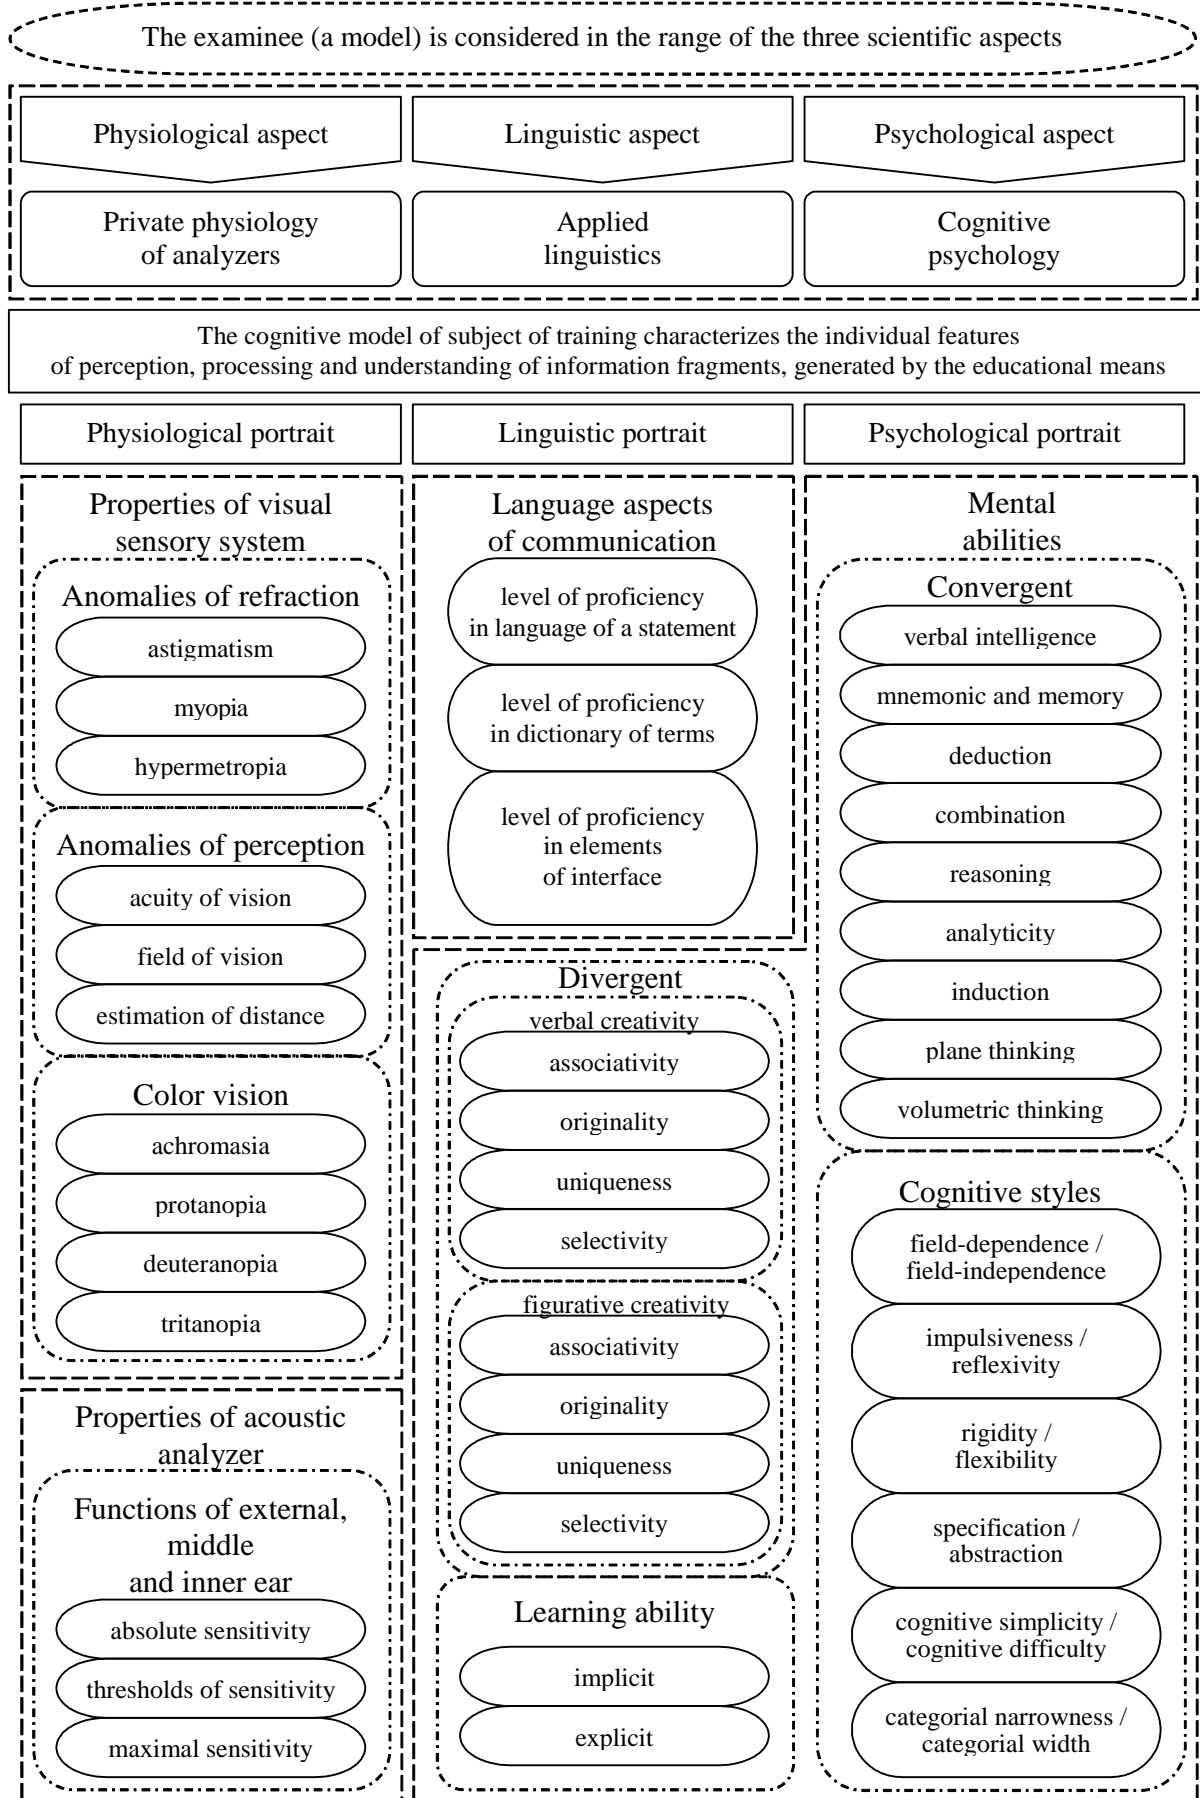 The examinee (a model) is considered in the range of the three scientific aspects
Physiological aspect
Linguistic aspect
Psychological aspect
Private physiology
of analyzers
Applied
linguistics
Cognitive
psychology
The cognitive model of subject of training characterizes the individual features
of perception, processing and understanding of information fragments, generated by the educational means
Physiological portrait
Linguistic portrait
Psychological portrait
Properties of visual
sensory system
Anomalies of refraction
astigmatism
myopia
hypermetropia
Anomalies of perception
acuity of vision
field of vision
estimation of distance
Color vision
achromasia
protanopia
deuteranopia
tritanopia
Properties of acoustic
analyzer
Functions of external,
middle
and inner ear
absolute sensitivity
thresholds of sensitivity
maximal sensitivity
Language aspects
of communication
level of proficiency
in language of a statement
level of proficiency
in dictionary of terms
level of proficiency
in elements
of interface
Divergent
verbal creativity
associativity
originality
uniqueness
selectivity
figurative creativity
associativity
originality
uniqueness
selectivity
Learning ability
implicit
explicit
Mental
abilities
Convergent
verbal intelligence
mnemonic and memory
deduction
combination
reasoning
analyticity
induction
plane thinking
volumetric thinking
Cognitive styles
field-dependence /
field-independence
impulsiveness /
reflexivity
rigidity /
flexibility
specification /
abstraction
cognitive simplicity /
cognitive difficulty
categorial narrowness /
categorial width